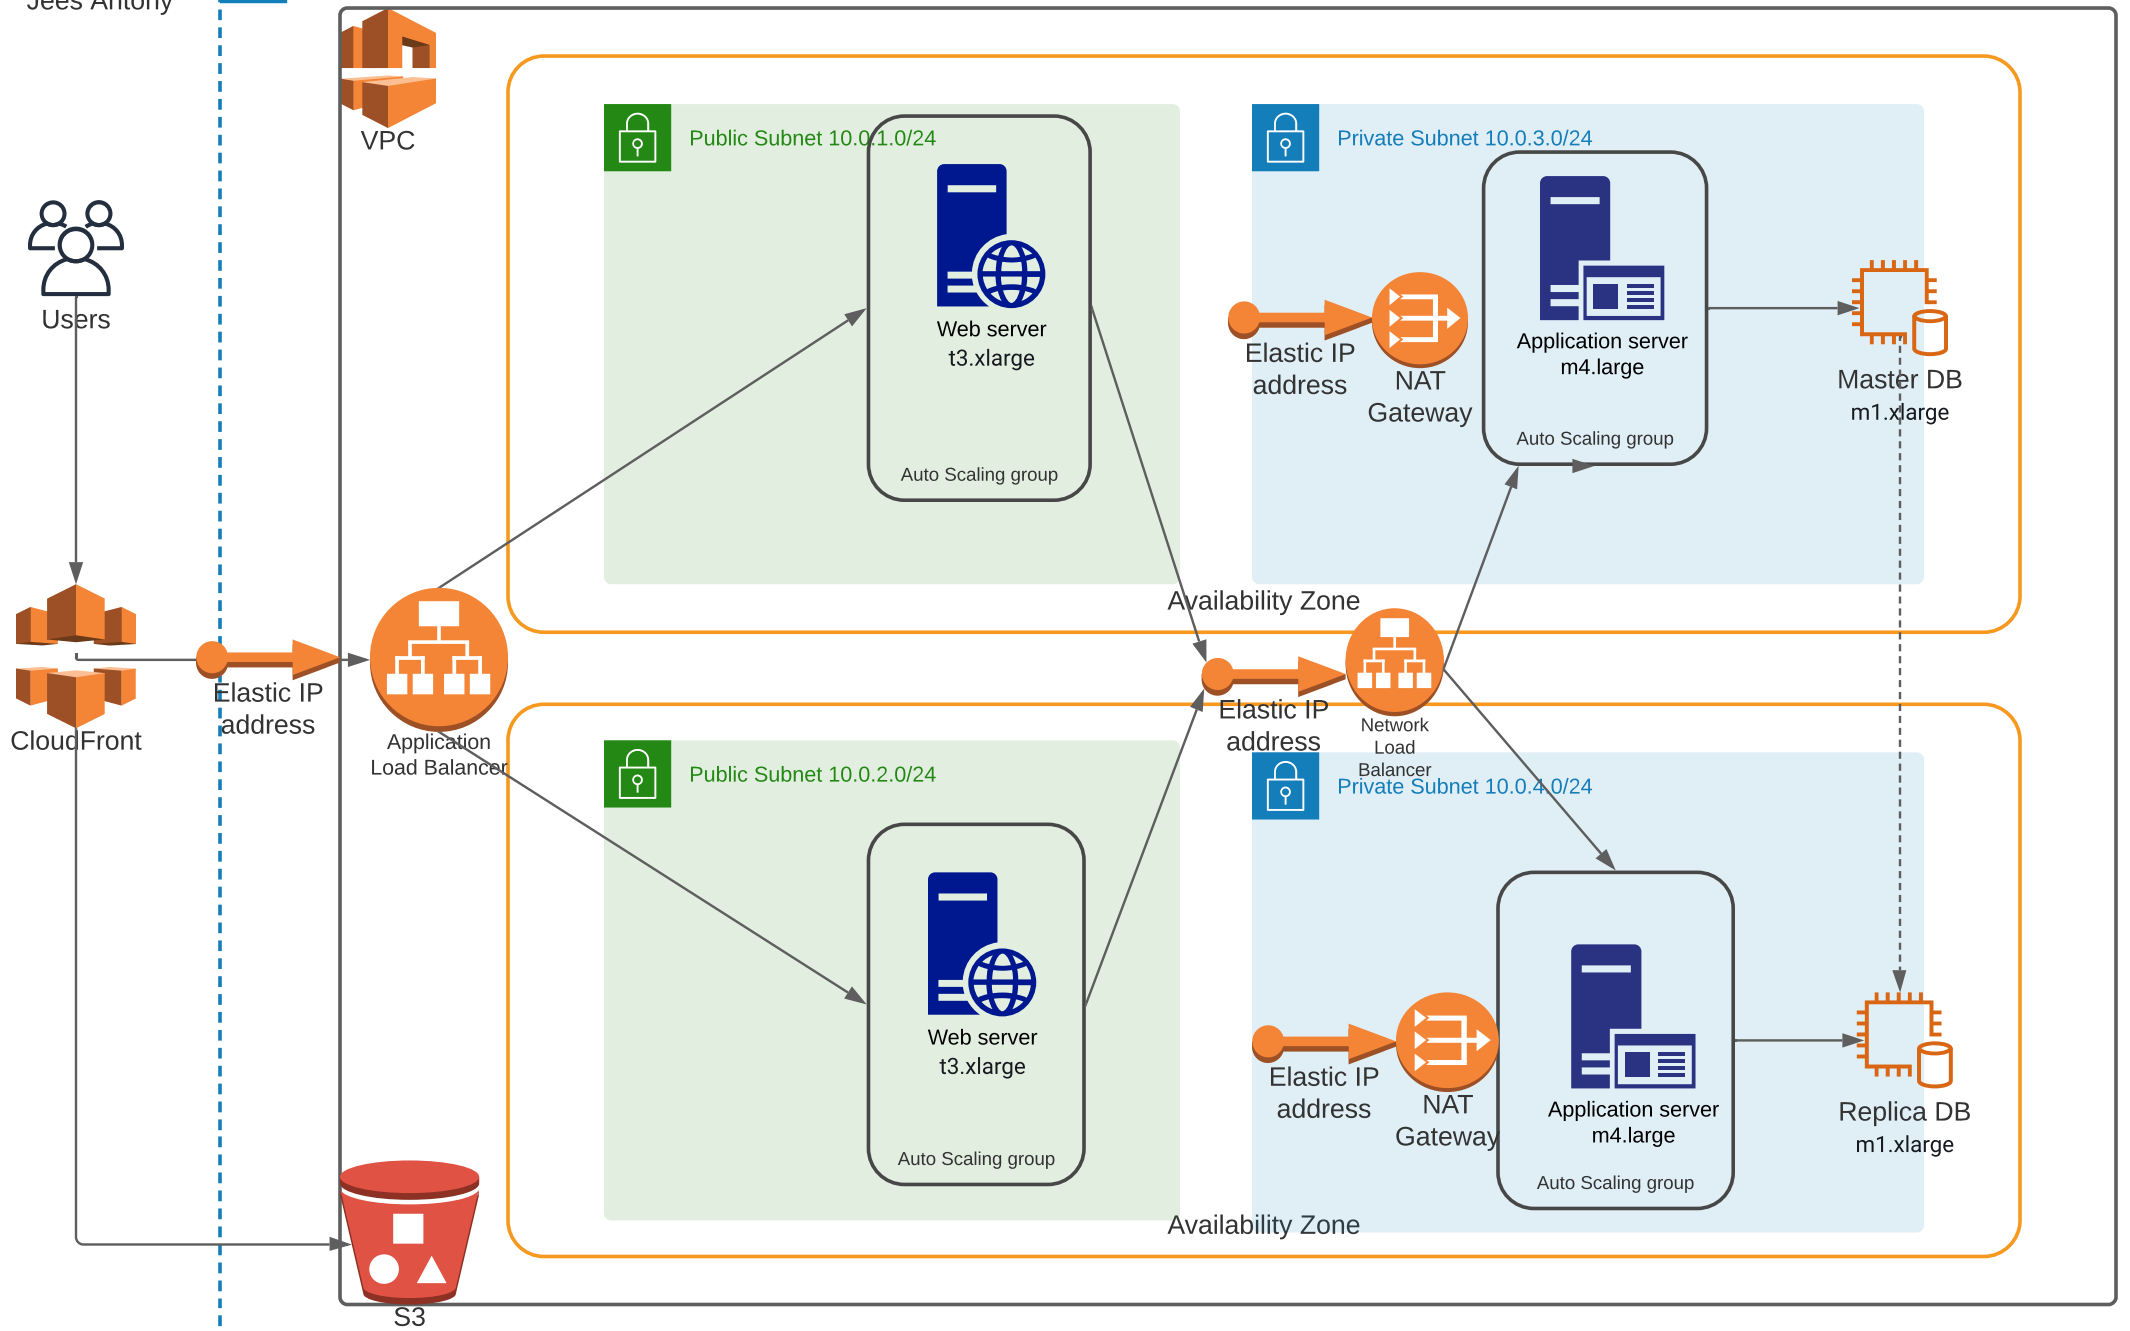 Jees Antony
VPC
Users
CloudFront
Elastic IP
address
Application
Load Balancer
S3
Public Subnet 10.0.1.0/24
Web server
t3.xlarge
Auto Scaling group
Private Subnet 10.0.3.0/24
Elastic IP
address
NAT
Gateway
Application server
m4.large
Auto Scaling group
Master DB
m1.xlarge
Availability Zone
Elastic IP
address
Network
Load
Balancer
Public Subnet 10.0.2.0/24
Web server
t3.xlarge
Auto Scaling group
Private Subnet 10.0.4.0/24
Elastic IP
address
NAT
Gateway
Application server
m4.large
Auto Scaling group
Replica DB
m1.xlarge
Availability Zone